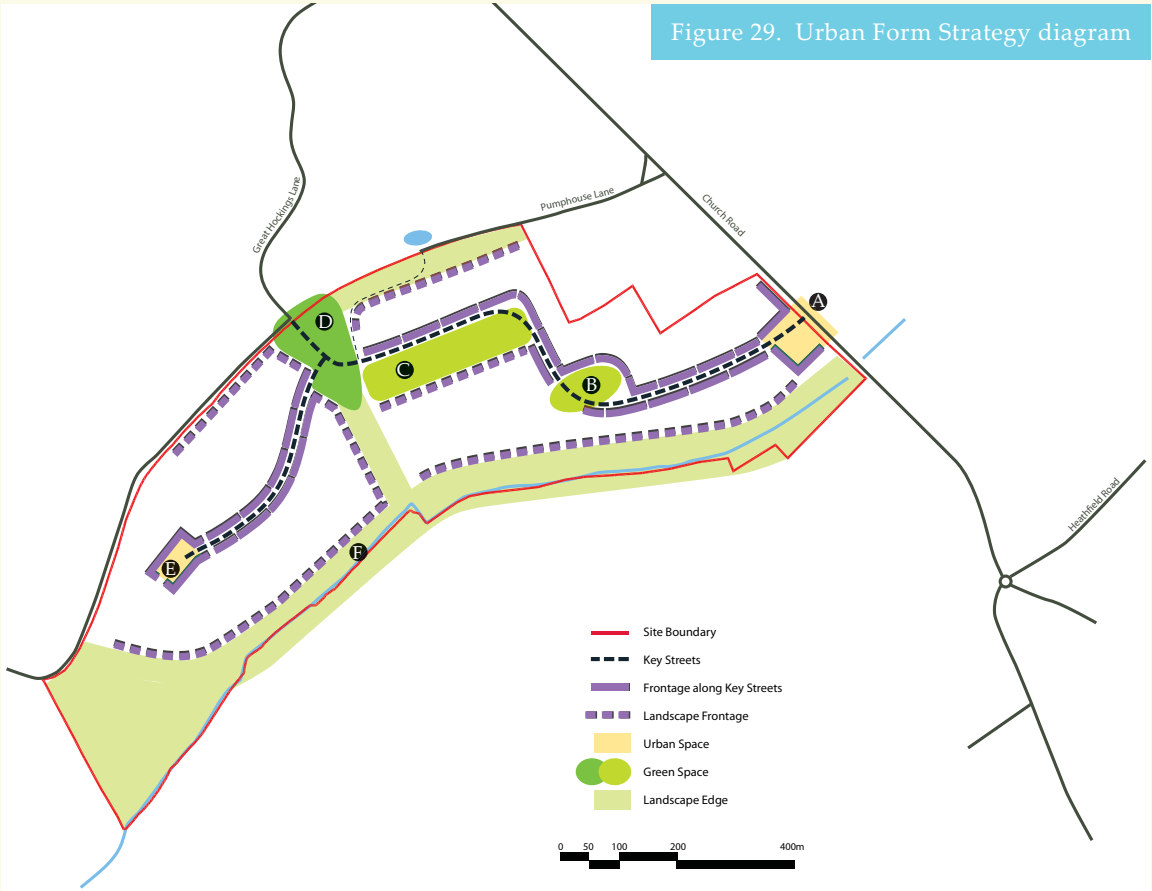 Figure 29. Urban Form Strategy diagram
Great Hockings Lane
Pumphouse Lane
Church Road
A
D
C
B
E
F
Heathfield Road
Site Boundary
Key Streets
Frontage along Key Streets
Landscape Frontage
Urban Space
Green Space
Landscape Edge
0 50 100 200 400m